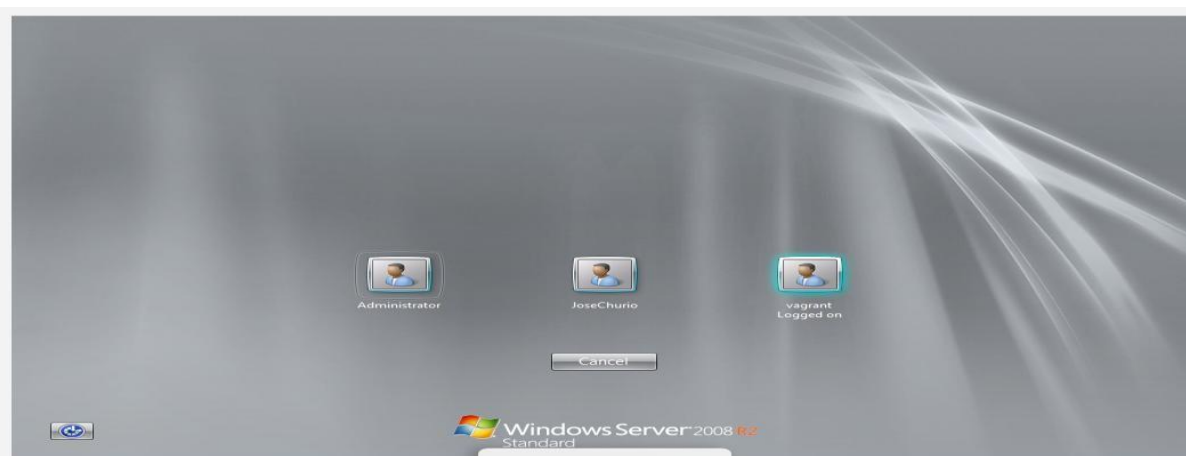 Administrator
JoseChurio
vagrant
Logged on
Cancel
Windows Server 2008 R2
Standard